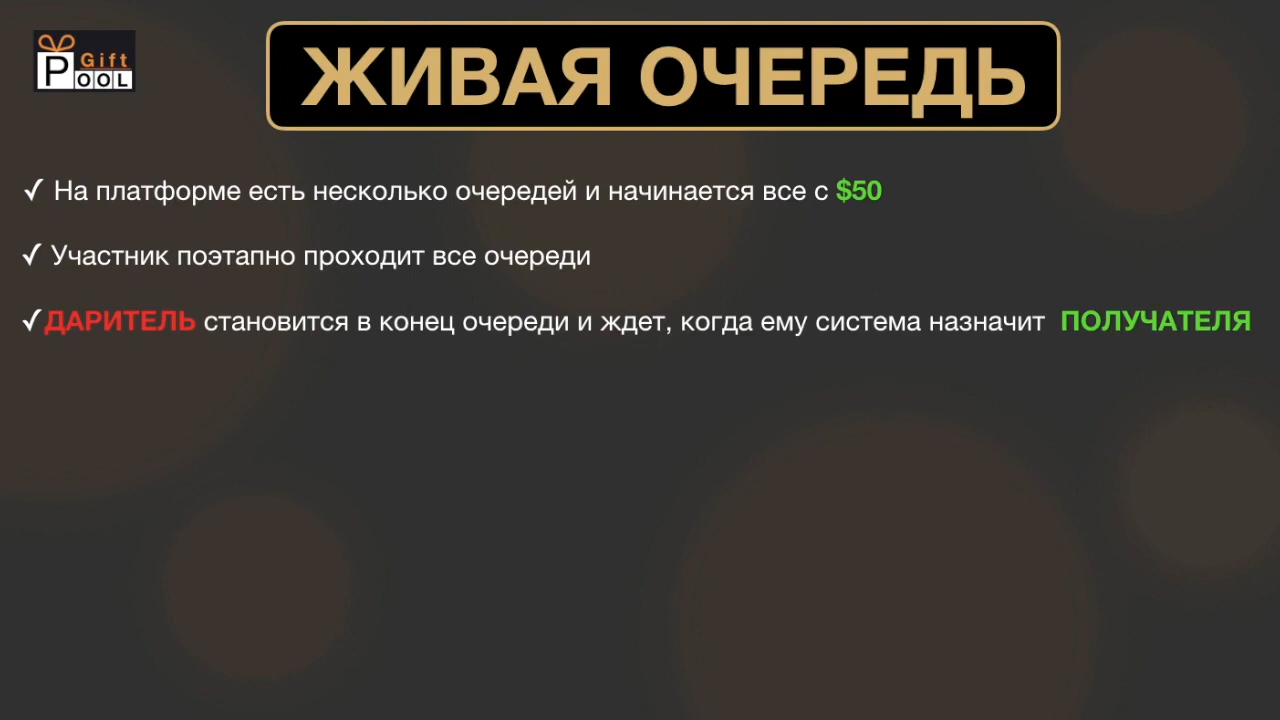 Gift
POOL
ЖИВАЯ ОЧЕРЕДЬ
✓ На платформе есть несколько очередей и начинается все с $50
✓ Участник поэтапно проходит все очереди
✓ ДАРИТЕЛЬ становится в конец очереди и ждет, когда ему система назначит ПОЛУЧАТЕЛЯ